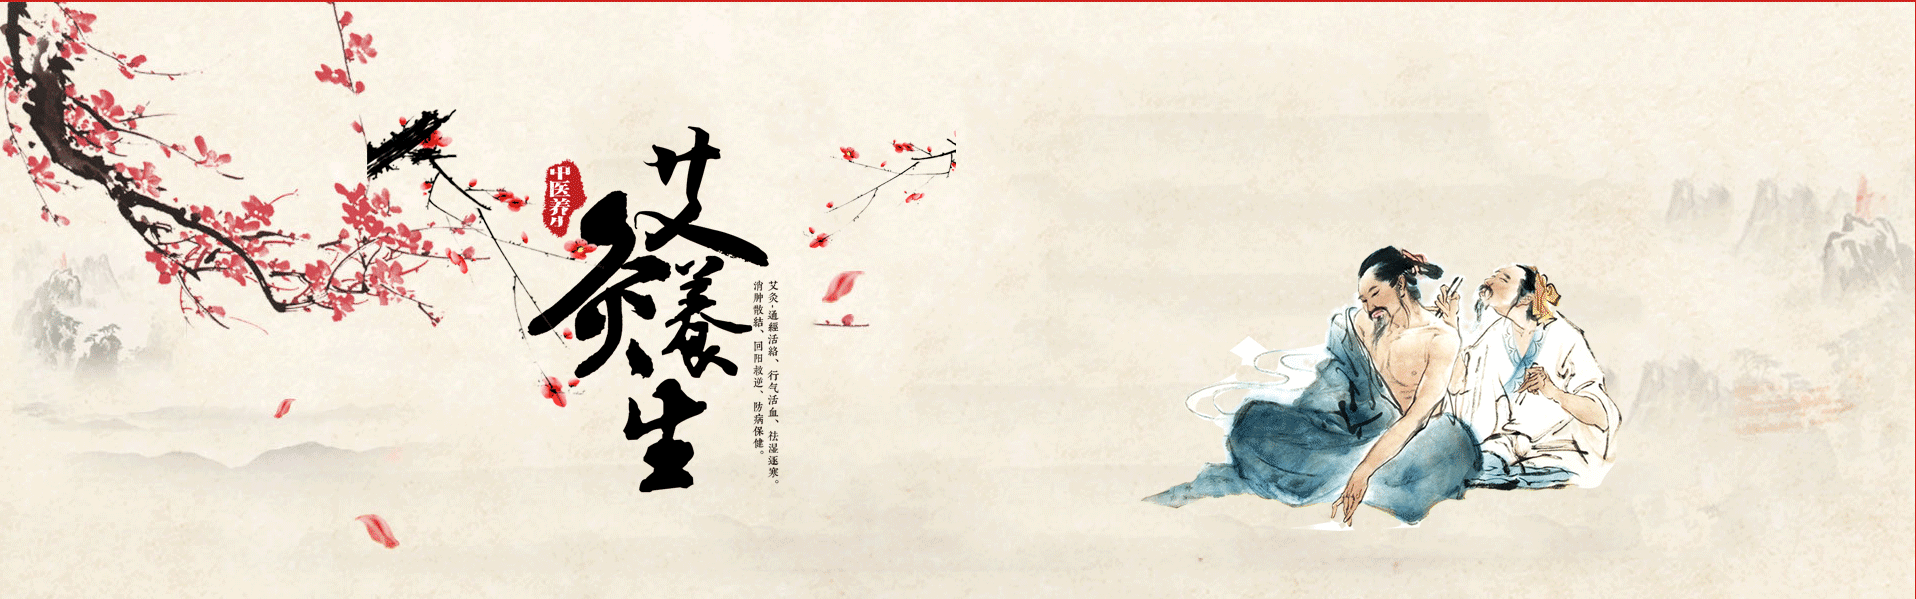 艾灸養生
中医养生
艾灸·通經活絡、行气活血、祛湿逐寒。
消肿散結、回阳救逆、防病保健。